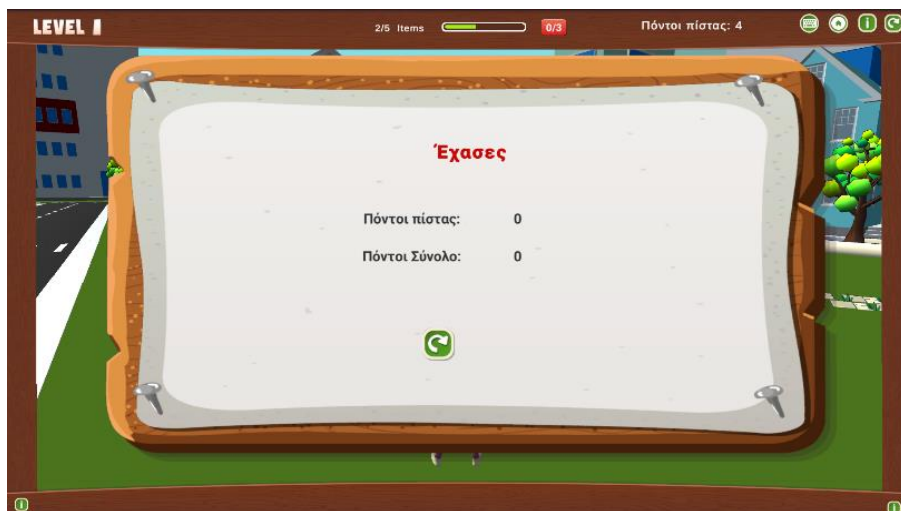 LEVEL 1
2/5 Items
0/3
Πόντοι πίστας: 4
Έχασες
Πόντοι πίστας: 0
Πόντοι Σύνολο: 0